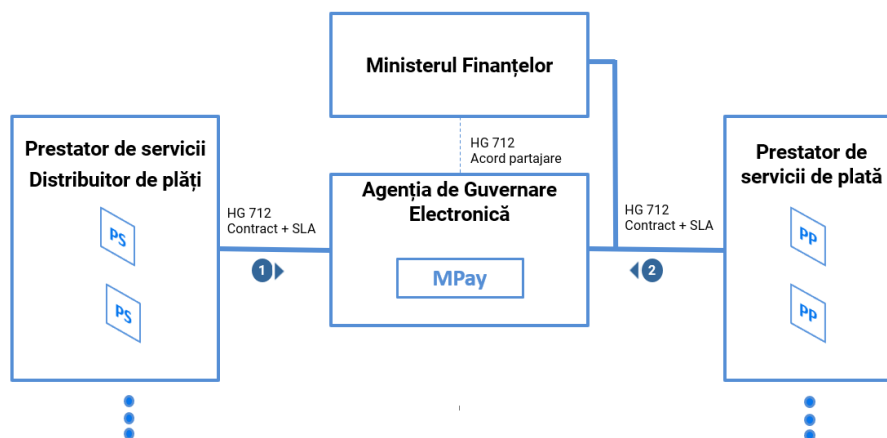 Ministerul Finanțelor
Prestator de servicii
Distribuitor de plăți
PS
PS
HG 712
Contract + SLA
1
HG 712
Acord partajare
Agenția de Guvernare
Electronică
MPay
HG 712
Contract + SLA
2
Prestator de
servicii de plată
PP
PP